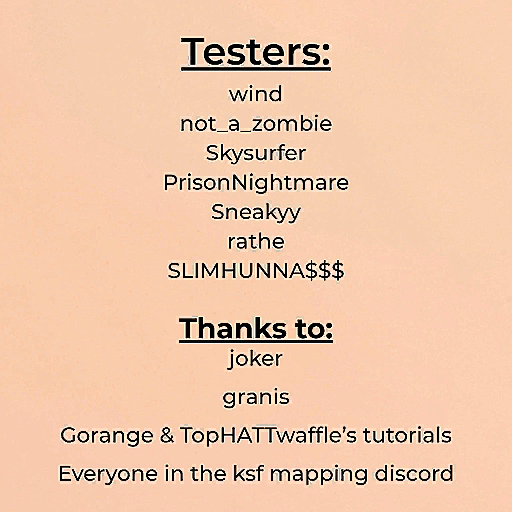 Testers:
wind
not_a_zombie
Skysurfer
PrisonNightmare
Sneakyy
rathe
SLIMHUNNA$$$
Thanks to:
joker
granis
Gorange & TopHATTwaffle’s tutorials
Everyone in the ksf mapping discord